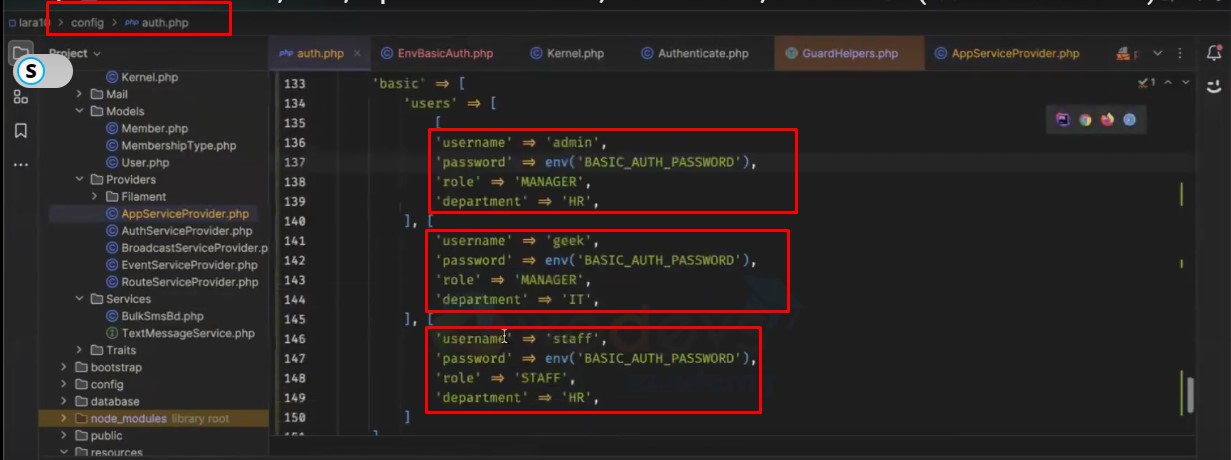 lara10 > config > php auth.php
Project
php auth.php
EnvBasicAuth.php
Kernel.php
Authenticate.php
GuardHelpers.php
AppServiceProvider.php
S
Kernel.php
Mail
Models
Member.php
MembershipType.php
User.php
Providers
Filament
AppServiceProvider.php
AuthServiceProvider.php
BroadcastServiceProvider.p
EventServiceProvider.php
RouteServiceProvider.php
Services
BulkSmsBd.php
TextMessageService.php
Traits
bootstrap
config
database
node_modules library root
public
resources
1
133 'basic' => [
134 'users' => [
135 [
136 'username' => 'admin',
137 'password' => env('BASIC_AUTH_PASSWORD'),
138 'role' => 'MANAGER',
139 'department' => 'HR',
140 ], [
141 'username' => 'geek',
142 'password' => env('BASIC_AUTH_PASSWORD'),
143 'role' => 'MANAGER',
144 'department' => 'IT',
145 ], [
146 'username' => 'staff',
147 'password' => env('BASIC_AUTH_PASSWORD'),
148 'role' => 'STAFF',
149 'department' => 'HR',
150 ]